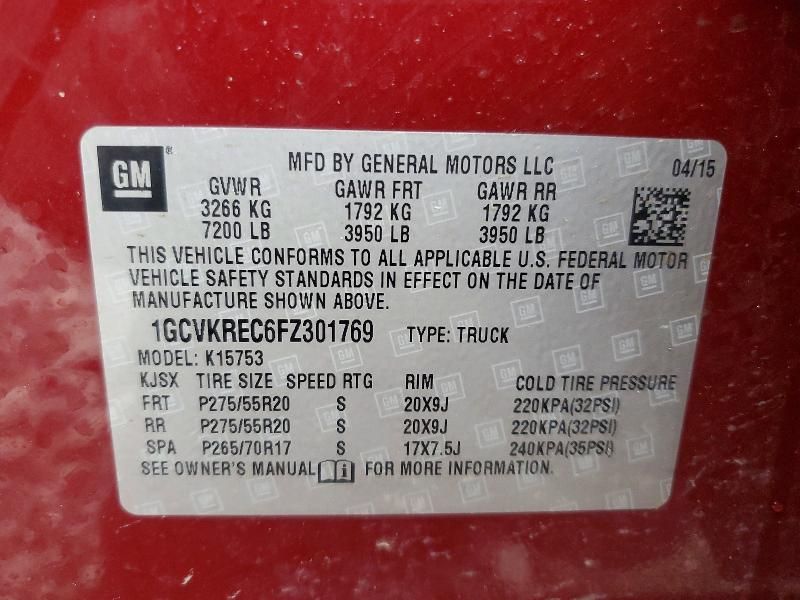 GM® MFD BY GENERAL MOTORS LLC 04/15
GVWR GAWR FRT GAWR RR
3266 KG 1792 KG 1792 KG
7200 LB 3950 LB 3950 LB
THIS VEHICLE CONFORMS TO ALL APPLICABLE U.S. FEDERAL MOTOR
VEHICLE SAFETY STANDARDS IN EFFECT ON THE DATE OF
MANUFACTURE SHOWN ABOVE.
1GCVKREC6FZ301769 TYPE: TRUCK
MODEL: K15753
KJSX TIRE SIZE SPEED RTG RIM COLD TIRE PRESSURE
FRT P275/55R20 S 20X9J 220KPA(32PSI)
RR P275/55R20 S 20X9J 220KPA(32PSI)
SPA P265/70R17 S 17X7.5J 240KPA(35PSI)
SEE OWNER'S MANUAL i FOR MORE INFORMATION.